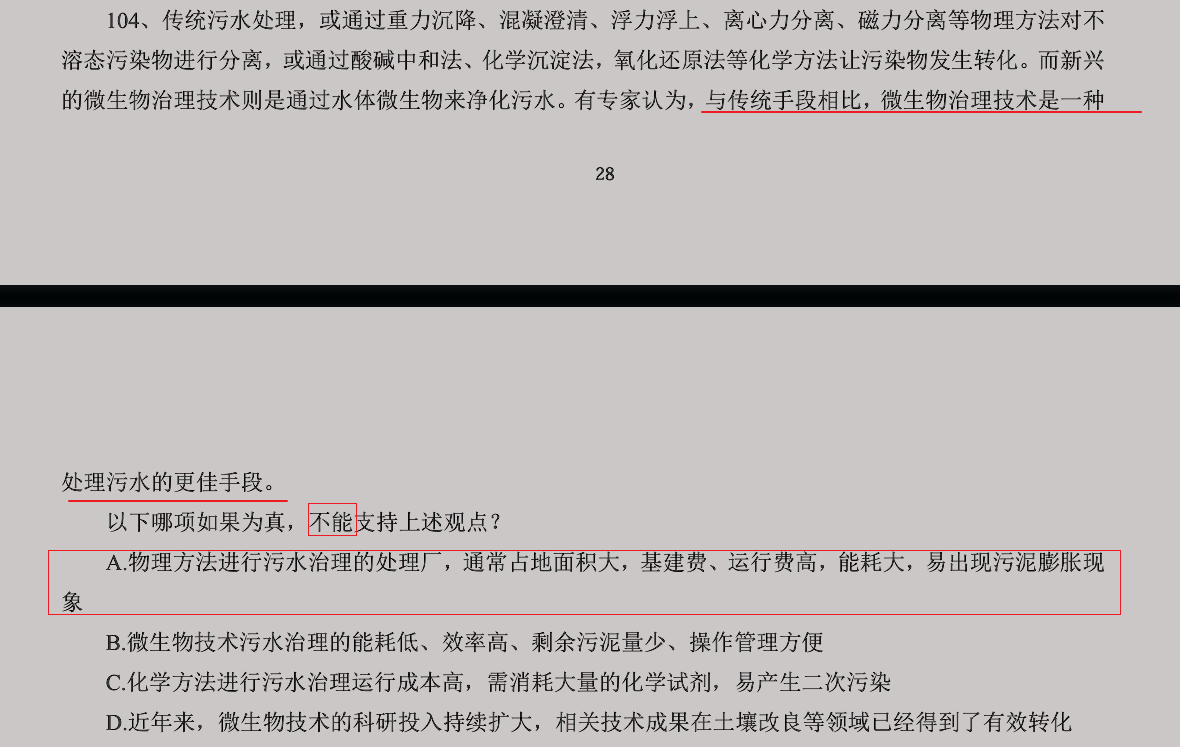 104、传统污水处理，或通过重力沉降、混凝澄清、浮力浮上、离心力分离、磁力分离等物理方法对不
溶态污染物进行分离，或通过酸碱中和法、化学沉淀法，氧化还原法等化学方法让污染物发生转化。而新兴
的微生物治理技术则是通过水体微生物来净化污水。有专家认为，与传统手段相比，微生物治理技术是一种
28
处理污水的更佳手段。
以下哪项如果为真，不能支持上述观点？
A.物理方法进行污水治理的处理厂，通常占地面积大，基建费、运行费高，能耗大，易出现污泥膨胀现
象
B.微生物技术污水治理的能耗低、效率高、剩余污泥量少、操作管理方便
C.化学方法进行污水治理运行成本高，需消耗大量的化学试剂，易产生二次污染
D.近年来，微生物技术的科研投入持续扩大，相关技术成果在土壤改良等领域已经得到了有效转化